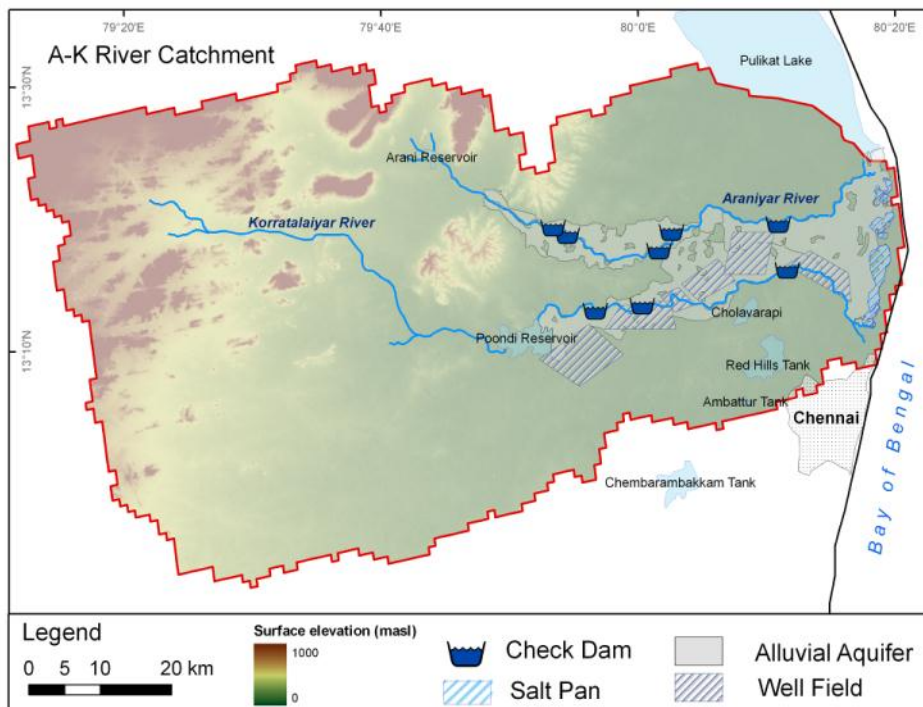 79°20'E
79°40'E
80°0'E
80°20'E
A-K River Catchment
Pulikat Lake
13°30'N
Arani Reservoir
Araniyar River
Korratalaiyar River
13°10'N
Poondi Reservoir
Cholavarapi
Red Hills Tank
Ambattur Tank
Chennai
Chembarambakkam Tank
Bay of Bengal
Legend
0 5 10 20 km
Surface elevation (masl)
1000
0
Check Dam
Salt Pan
Alluvial Aquifer
Well Field